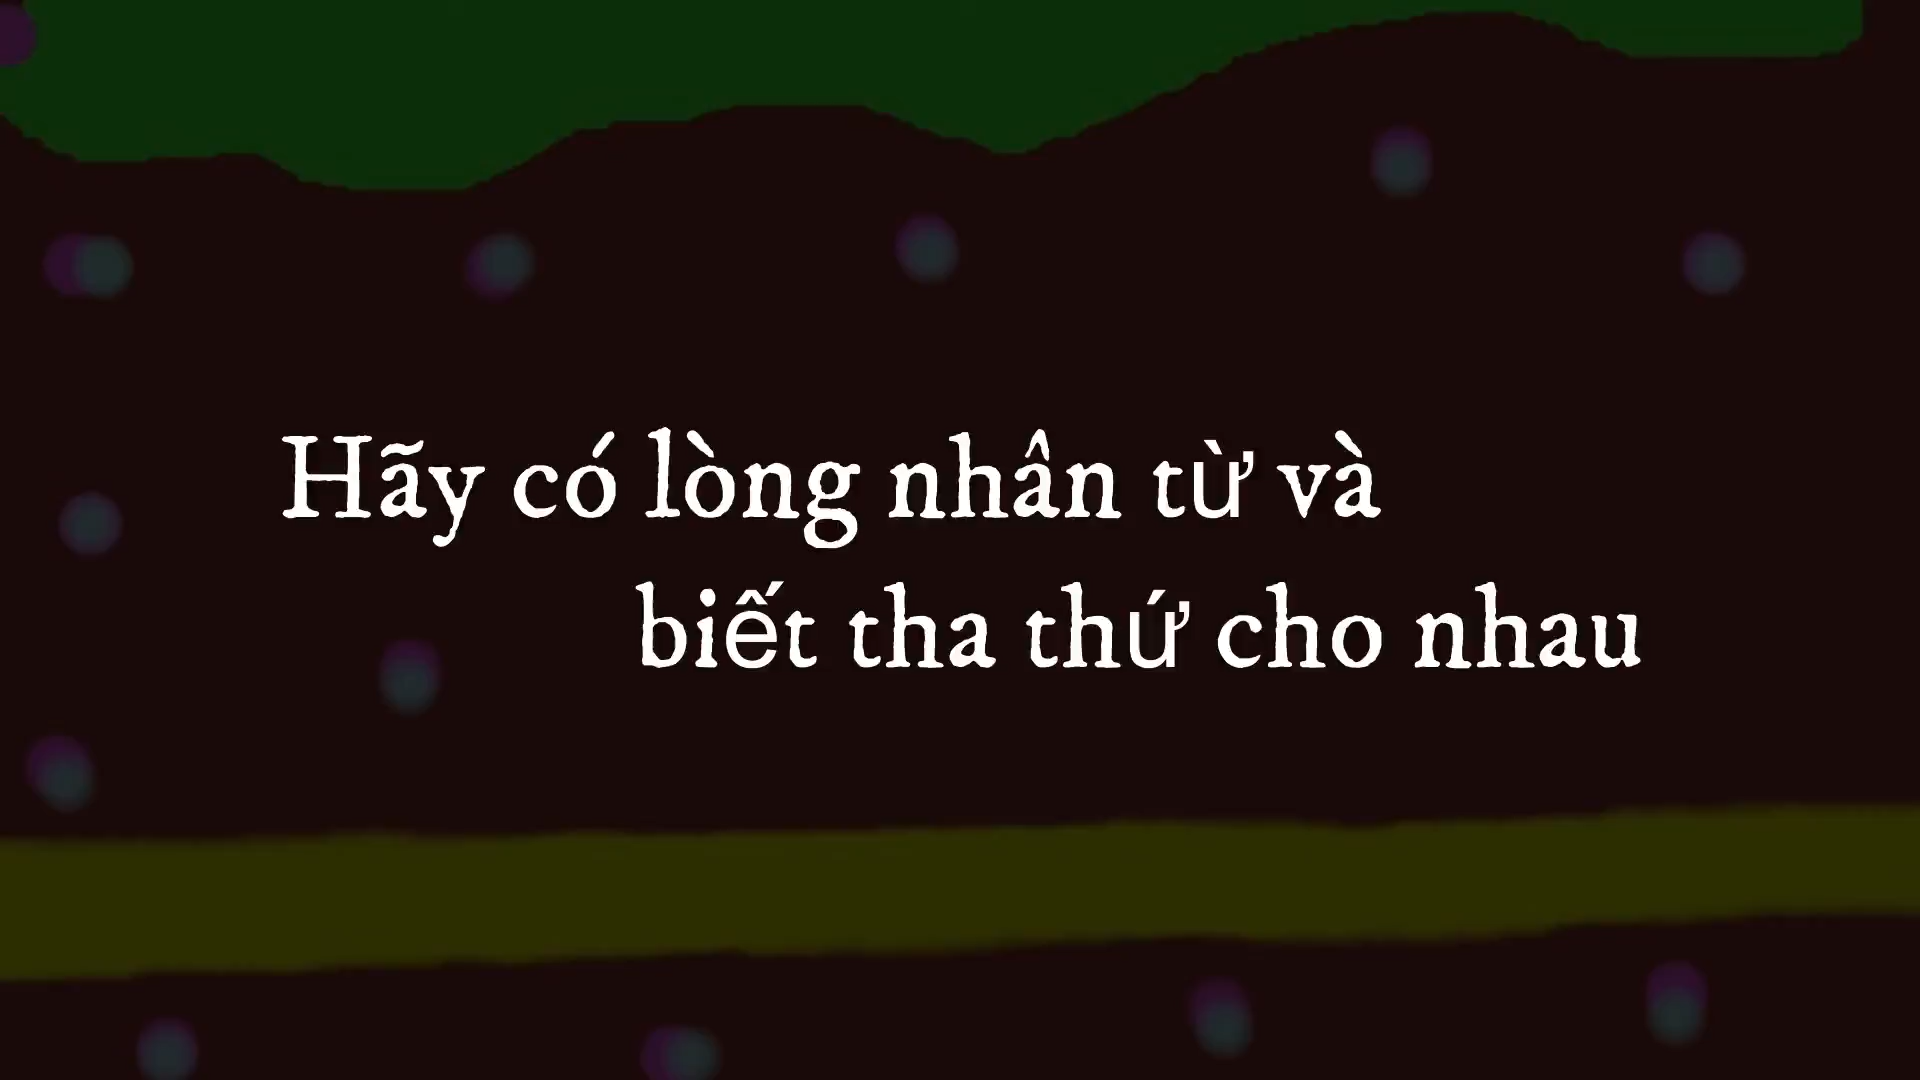 Hãy có lòng nhân từ và
biết tha thứ cho nhau